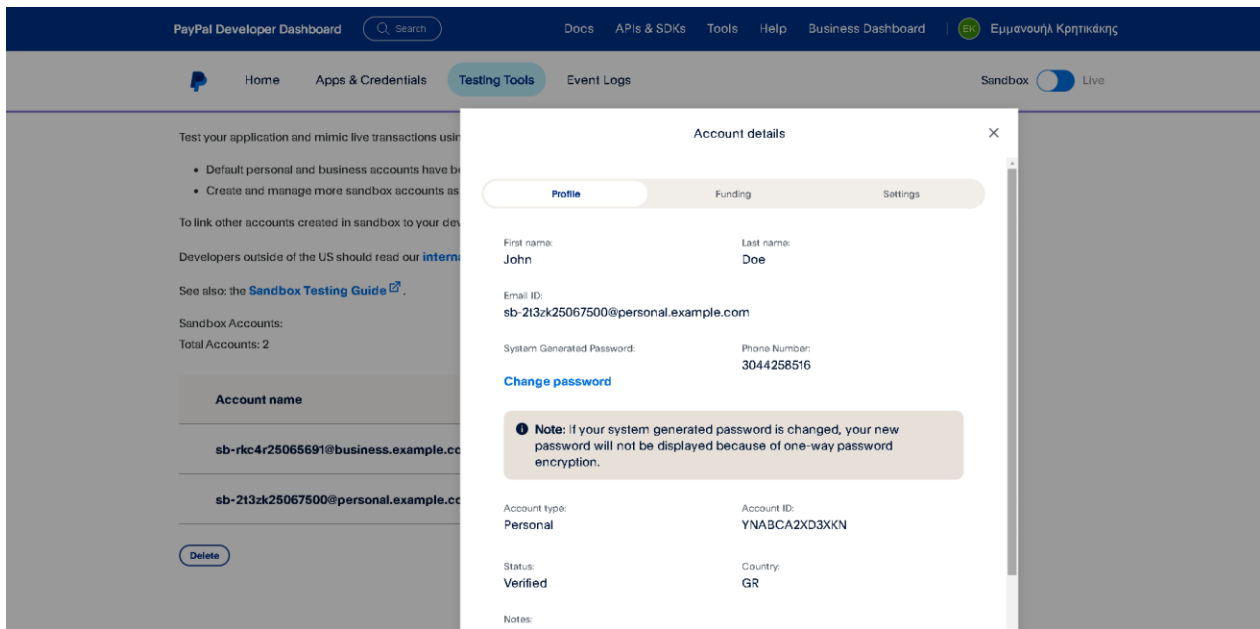 PayPal Developer Dashboard Search Docs APIs & SDKs Tools Help Business Dashboard EK Εμμανουήλ Κρητικάκης
Home Apps & Credentials Testing Tools Event Logs Sandbox Live
Test your application and mimic live transactions usin
Default personal and business accounts have be
Create and manage more sandbox accounts as
To link other accounts created in sandbox to your dev
Developers outside of the US should read our interna
See also: the Sandbox Testing Guide .
Sandbox Accounts:
Total Accounts: 2
Account name
sb-rkc4r25065691@business.example.co
sb-2t3zk25067500@personal.example.co
Delete
Account details
Profile Funding Settings
First name: Last name:
John Doe
Email ID:
sb-2t3zk25067500@personal.example.com
System Generated Password: Phone Number:
3044258516
Change password
Note: If your system generated password is changed, your new
password will not be displayed because of one-way password
encryption.
Account type: Account ID:
Personal YNABCA2XD3XKN
Status: Country:
Verified GR
Notes: